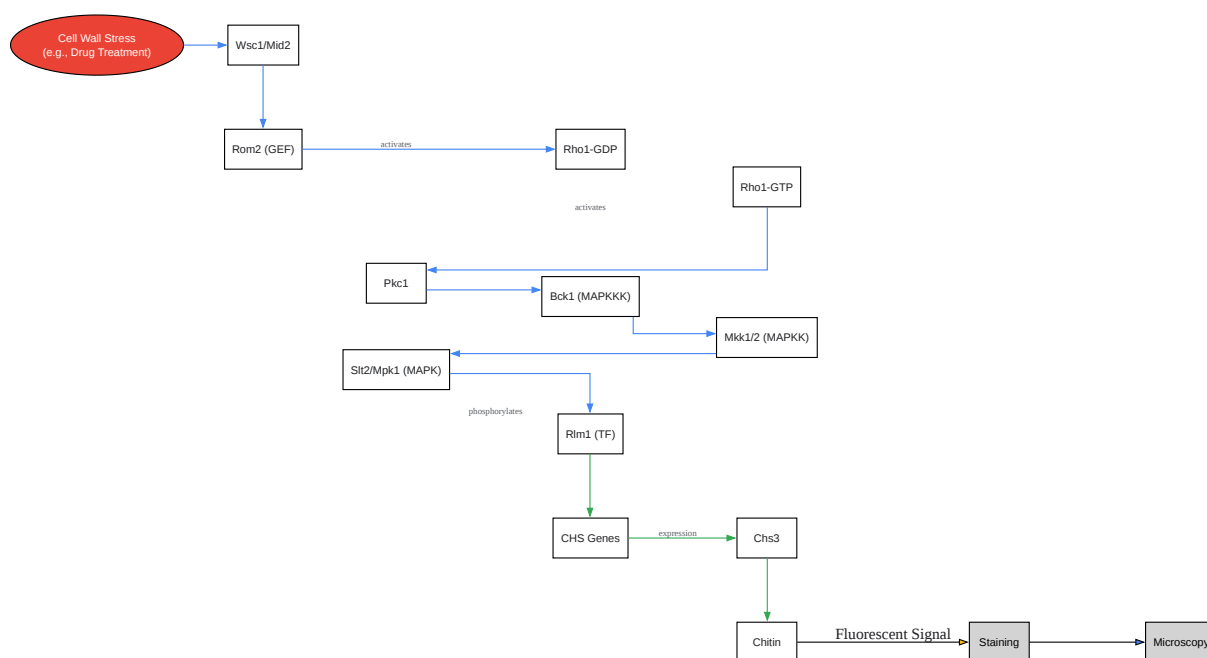 Cell Wall Stress
(e.g., Drug Treatment)
Wsc1/Mid2
Rom2 (GEF)
activates
Rho1-GDP
Rho1-GTP
activates
Pkc1
Bck1 (MAPKKK)
Mkk1/2 (MAPKK)
Slt2/Mpk1 (MAPK)
phosphorylates
Rlm1 (TF)
CHS Genes
expression
Chs3
Chitin
Fluorescent Signal
Staining
Microscopy